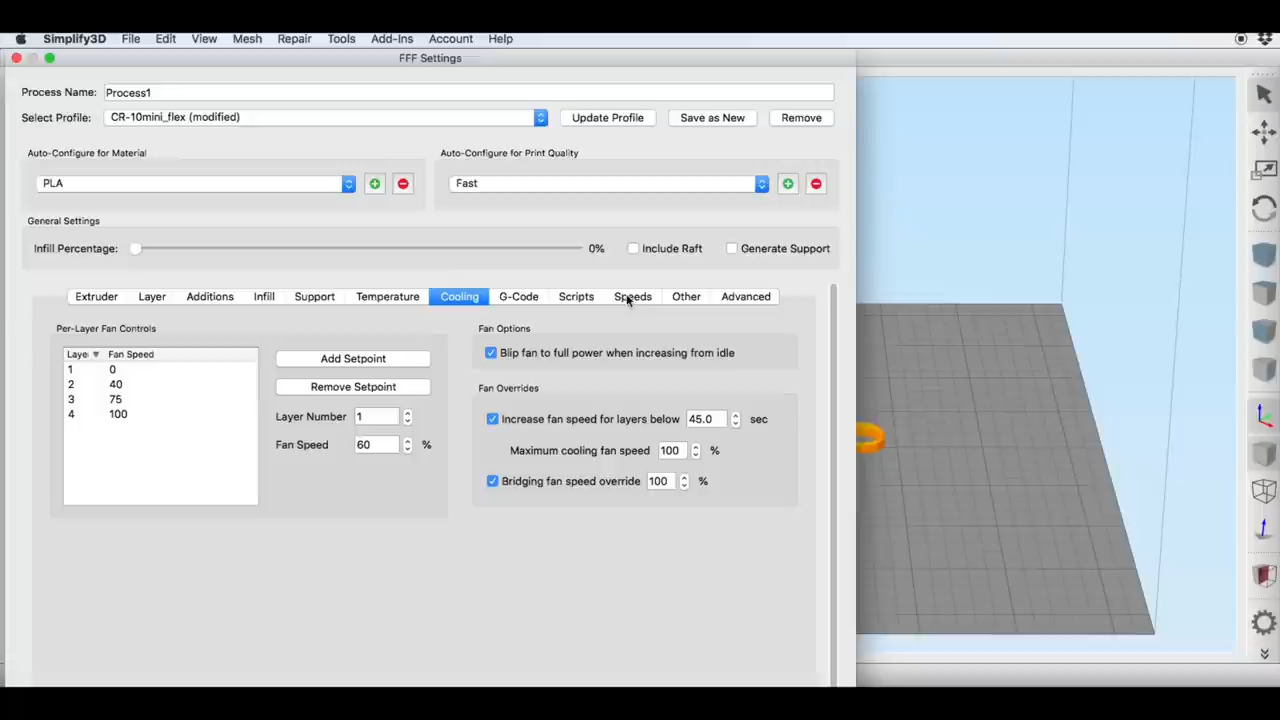 Simplify3D File Edit View Mesh Repair Tools Add-Ins Account Help
FFF Settings
Process Name: Process1
Select Profile: CR-10mini_flex (modified) Update Profile Save as New Remove
Auto-Configure for Material Auto-Configure for Print Quality
PLA Fast
General Settings
Infill Percentage: 0% Include Raft Generate Support
Extruder Layer Additions Infill Support Temperature Cooling G-Code Scripts Speeds Other Advanced
Per-Layer Fan Controls Fan Options
Laye Fan Speed Add Setpoint Blip fan to full power when increasing from idle
1 0
2 40 Remove Setpoint Fan Overrides
3 75
4 100 Layer Number 1 Increase fan speed for layers below 45.0 sec
Fan Speed 60 % Maximum cooling fan speed 100 %
Bridging fan speed override 100 %